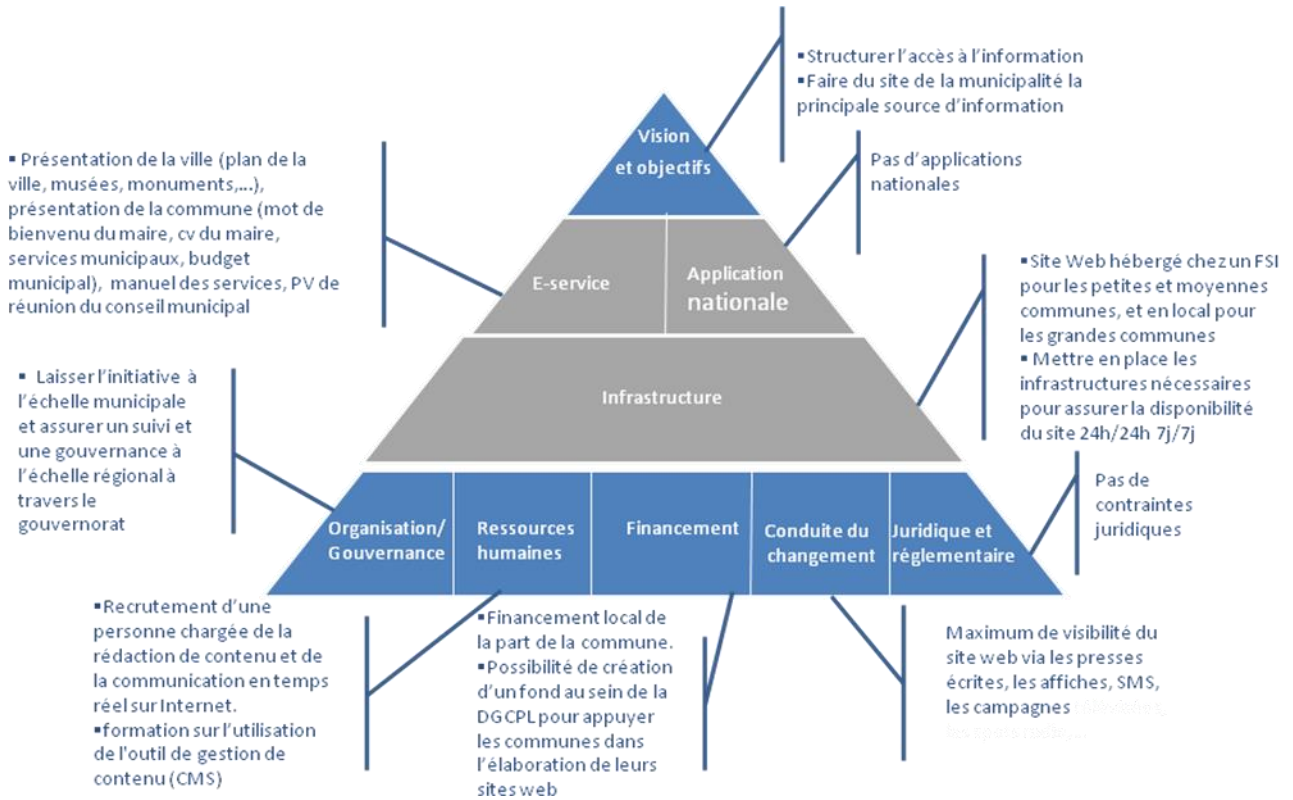 ▪Structurer l'accès à l'information
▪Faire du site de la municipalité la
principale source d'information
Vision
et objectifs
▪ Présentation de la ville (plan de la
ville, musées, monuments,...),
présentation de la commune (mot de
bienvenu du maire, cv du maire,
services municipaux, budget
municipal), manuel des services, PV de
réunion du conseil municipal
Pas d'applications
nationales
E-service
Application
nationale
▪Site Web hébergé chez un FSI
pour les petites et moyennes
communes, et en local pour
les grandes communes
▪ Mettre en place les
infrastructures nécessaires
pour assurer la disponibilité
du site 24h/24h 7j/7j
Infrastructure
▪ Laisser l'initiative à
l'échelle municipale
et assurer un suivi et
une gouvernance à
l'échelle régional à
travers le
gouvernorat
Pas de
contraintes
juridiques
Organisation/
Gouvernance
Ressources
humaines
Financement
Conduite du
changement
Juridique et
réglementaire
▪Recrutement d'une
personne chargée de la
rédaction de contenu et de
la communication en temps
réel sur Internet.
▪formation sur l'utilisation
de l'outil de gestion de
contenu (CMS)
▪Financement local de
la part de la commune.
▪Possibilité de création
d'un fond au sein de la
DGCPL pour appuyer
les communes dans
l'élaboration de leurs
sites web
Maximum de visibilité du
site web via les presses
écrites, les affiches, SMS,
les campagnes